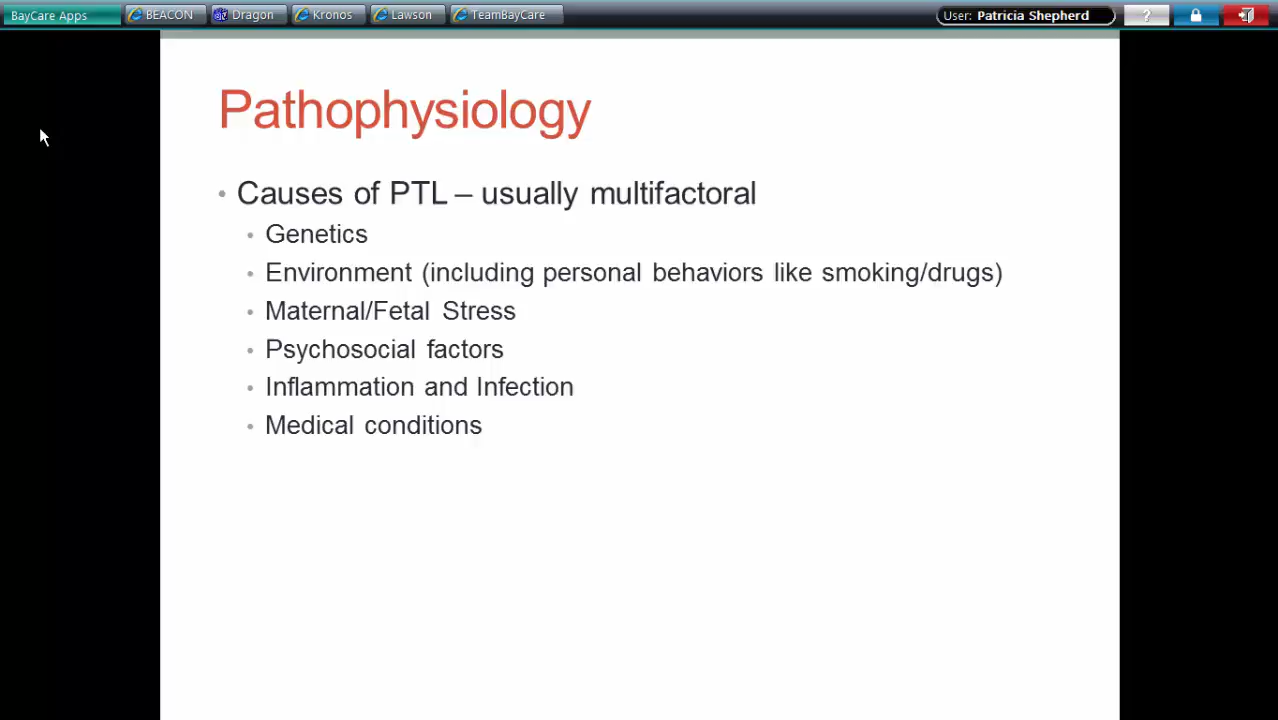 BayCare Apps BEACON Dragon Kronos Lawson TeamBayCare User: Patricia Shepherd ?
Pathophysiology
• Causes of PTL – usually multifactoral
• Genetics
• Environment (including personal behaviors like smoking/drugs)
• Maternal/Fetal Stress
• Psychosocial factors
• Inflammation and Infection
• Medical conditions